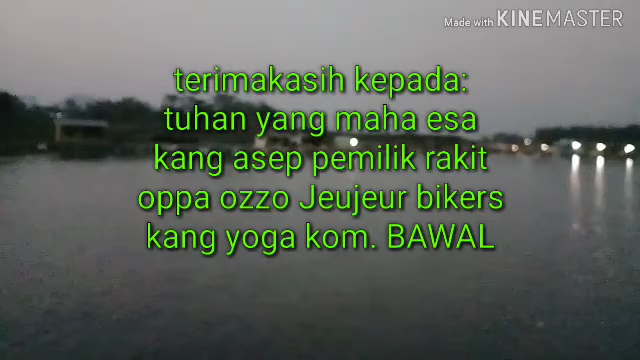 Made with KINEMASTER
terimakasih kepada:
tuhan yang maha esa
kang asep pemilik rakit
oppa ozzo Jeujeur bikers
kang yoga kom. BAWAL